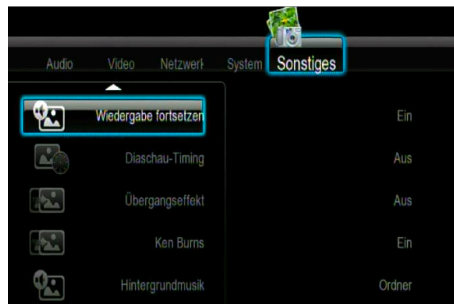 Audio Video Netzwerk System Sonstiges
Wiedergabe fortsetzen Ein
Diaschau-Timing Aus
Übergangseffekt Aus
Ken Burns Ein
Hintergrundmusik Ordner